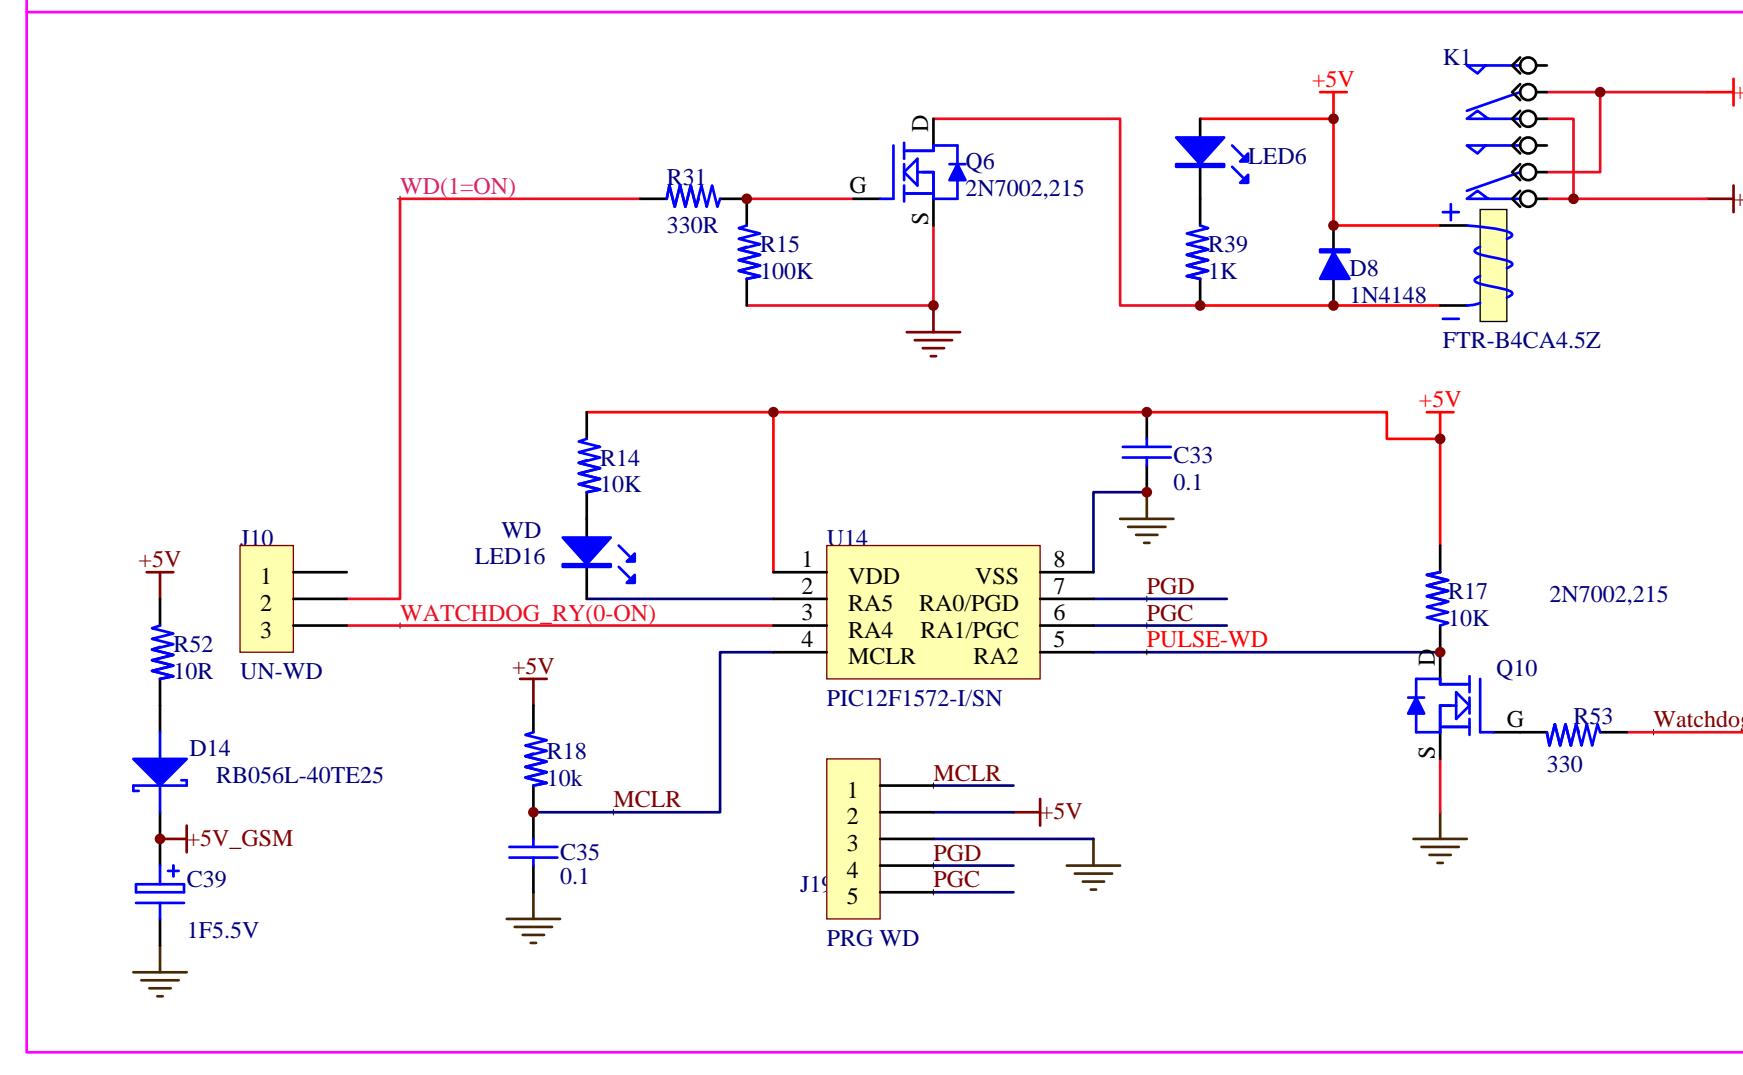 K1
+5V
D
Q6
2N7002,215
G
S
LED6
WD(1=ON)
R31
330R
R15
100K
R39
1K
D8
1N4148
+
−
FTR-B4CA4.5Z
+5V
R14
10K
C33
0.1
WD
LED16
J10
1
2
3
UN-WD
+5V
R52
10R
WATCHDOG_RY(0-ON)
U14
1
2
3
4
VDD
RA5
RA4
MCLR
VSS
RA0/PGD
RA1/PGC
RA2
8
7
6
5
PIC12F1572-I/SN
PGD
PGC
PULSE-WD
R17
10K
2N7002,215
D
Q10
G
S
R53
330
Watchdog
+5V
R18
10k
MCLR
C35
0.1
D14
RB056L-40TE25
+5V_GSM
+
C39
1F5.5V
1
2
3
4
5
MCLR
+5V
PGD
PGC
J19
PRG WD